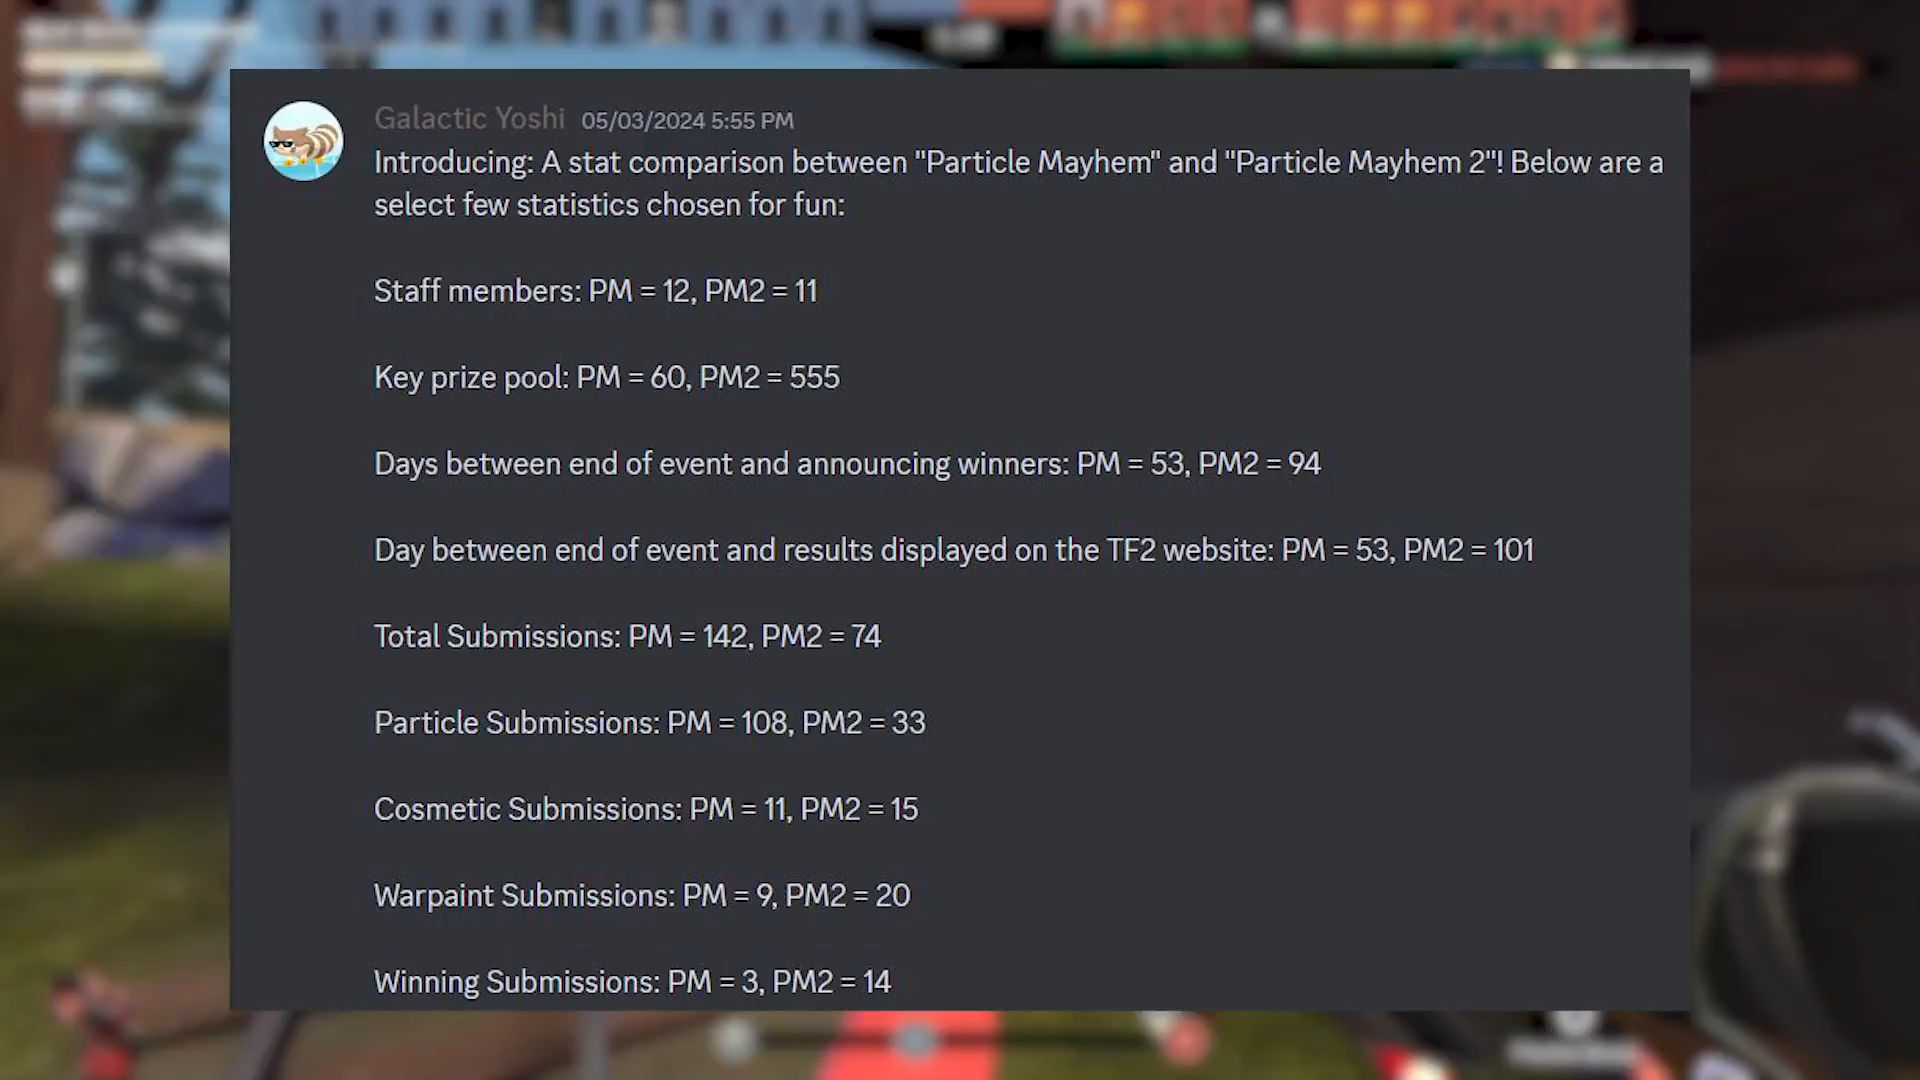 Galactic Yoshi 05/03/2024 5:55 PM
Introducing: A stat comparison between "Particle Mayhem" and "Particle Mayhem 2"! Below are a
select few statistics chosen for fun:
Staff members: PM = 12, PM2 = 11
Key prize pool: PM = 60, PM2 = 555
Days between end of event and announcing winners: PM = 53, PM2 = 94
Day between end of event and results displayed on the TF2 website: PM = 53, PM2 = 101
Total Submissions: PM = 142, PM2 = 74
Particle Submissions: PM = 108, PM2 = 33
Cosmetic Submissions: PM = 11, PM2 = 15
Warpaint Submissions: PM = 9, PM2 = 20
Winning Submissions: PM = 3, PM2 = 14